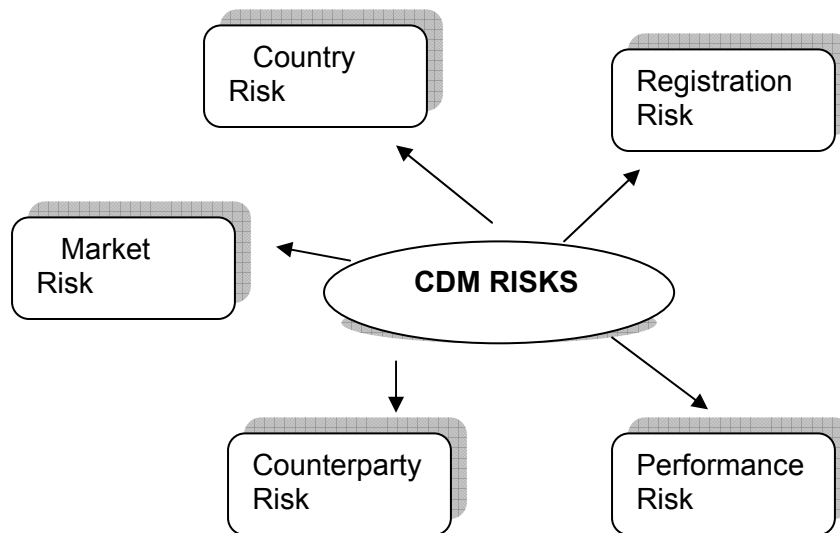 Country
Risk
Registration
Risk
Market
Risk
CDM RISKS
Counterparty
Risk
Performance
Risk